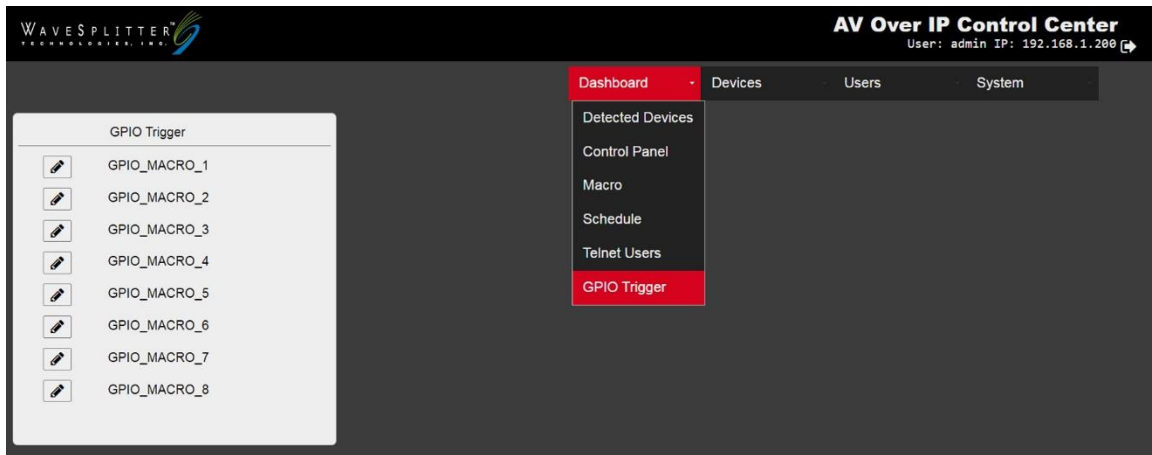 WAVESPLITTER™
TECHNOLOGIES, INC.
AV Over IP Control Center
User: admin IP: 192.168.1.200
Dashboard Devices Users System
Detected Devices
Control Panel
Macro
Schedule
Telnet Users
GPIO Trigger
GPIO Trigger
GPIO_MACRO_1
GPIO_MACRO_2
GPIO_MACRO_3
GPIO_MACRO_4
GPIO_MACRO_5
GPIO_MACRO_6
GPIO_MACRO_7
GPIO_MACRO_8